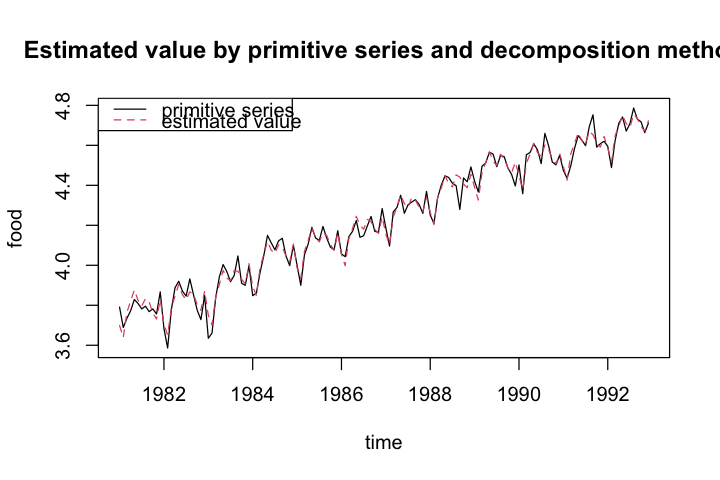 Estimated value by primitive series and decomposition metho
primitive series
estimated value
4.8
4.4
4.0
3.6
food
1982 1984 1986 1988 1990 1992
time